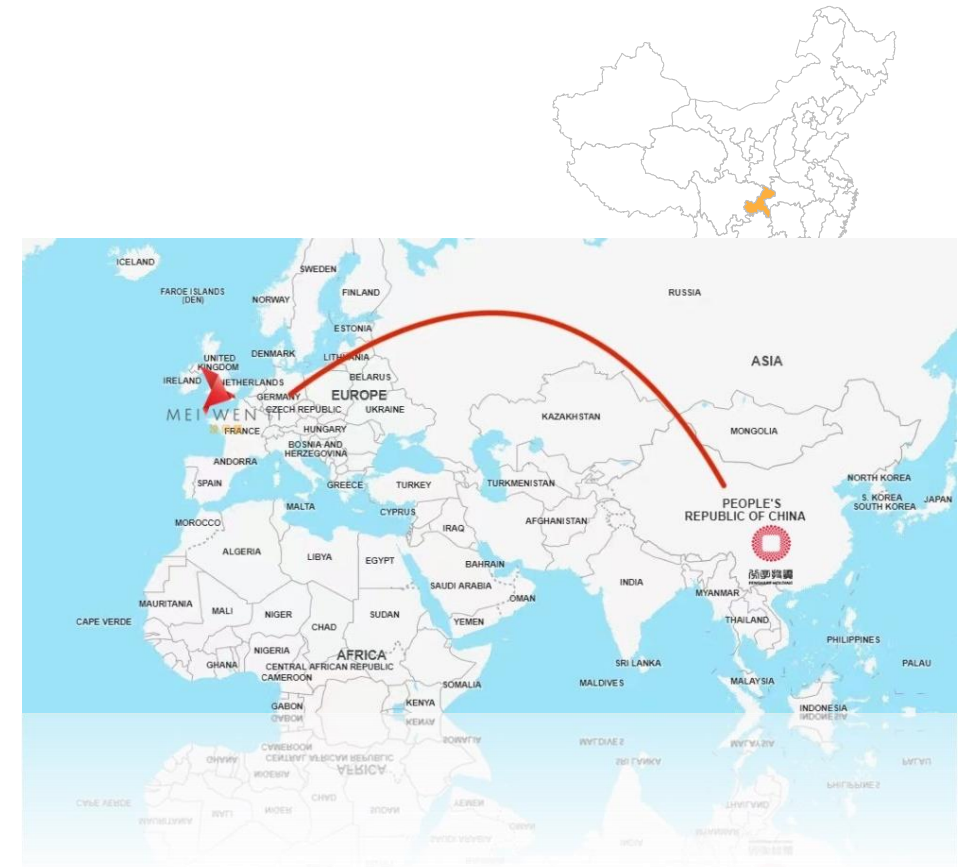 ICELAND
SWEDEN
FAROE ISLANDS
(DEN)
NORWAY
FINLAND
RUSSIA
ESTONIA
UNITED
KINGDOM
DENMARK
LITHUANIA
ASIA
IRELAND
NETHERLANDS
BELARUS
GERMANY
EUROPE
MEI WEN TI
CZECH REPUBLIC
UKRAINE
KAZAKHSTAN
FRANCE
HUNGARY
MONGOLIA
BOSNIA AND
HERZEGOVINA
ANDORRA
SPAIN
GREECE
TURKEY
TURKMENISTAN
NORTH KOREA
MALTA
CYPRUS
PEOPLE'S
REPUBLIC OF CHINA
S. KOREA
SOUTH KOREA
JAPAN
MOROCCO
IRAQ
AFGHANISTAN
ALGERIA
LIBYA
EGYPT
BAHRAIN
SAUDI ARABIA
INDIA
MYANMAR
OMAN
MAURITANIA
MALI
NIGER
SUDAN
CAPE VERDE
CHAD
YEMEN
THAILAND
PHILIPPINES
NIGERIA
AFRICA
GHANA
CENTRAL AFRICAN REPUBLIC
CAMEROON
SRI LANKA
PALAU
SOMALIA
MALDIVES
MALAYSIA
GABON
KENYA
INDONESIA